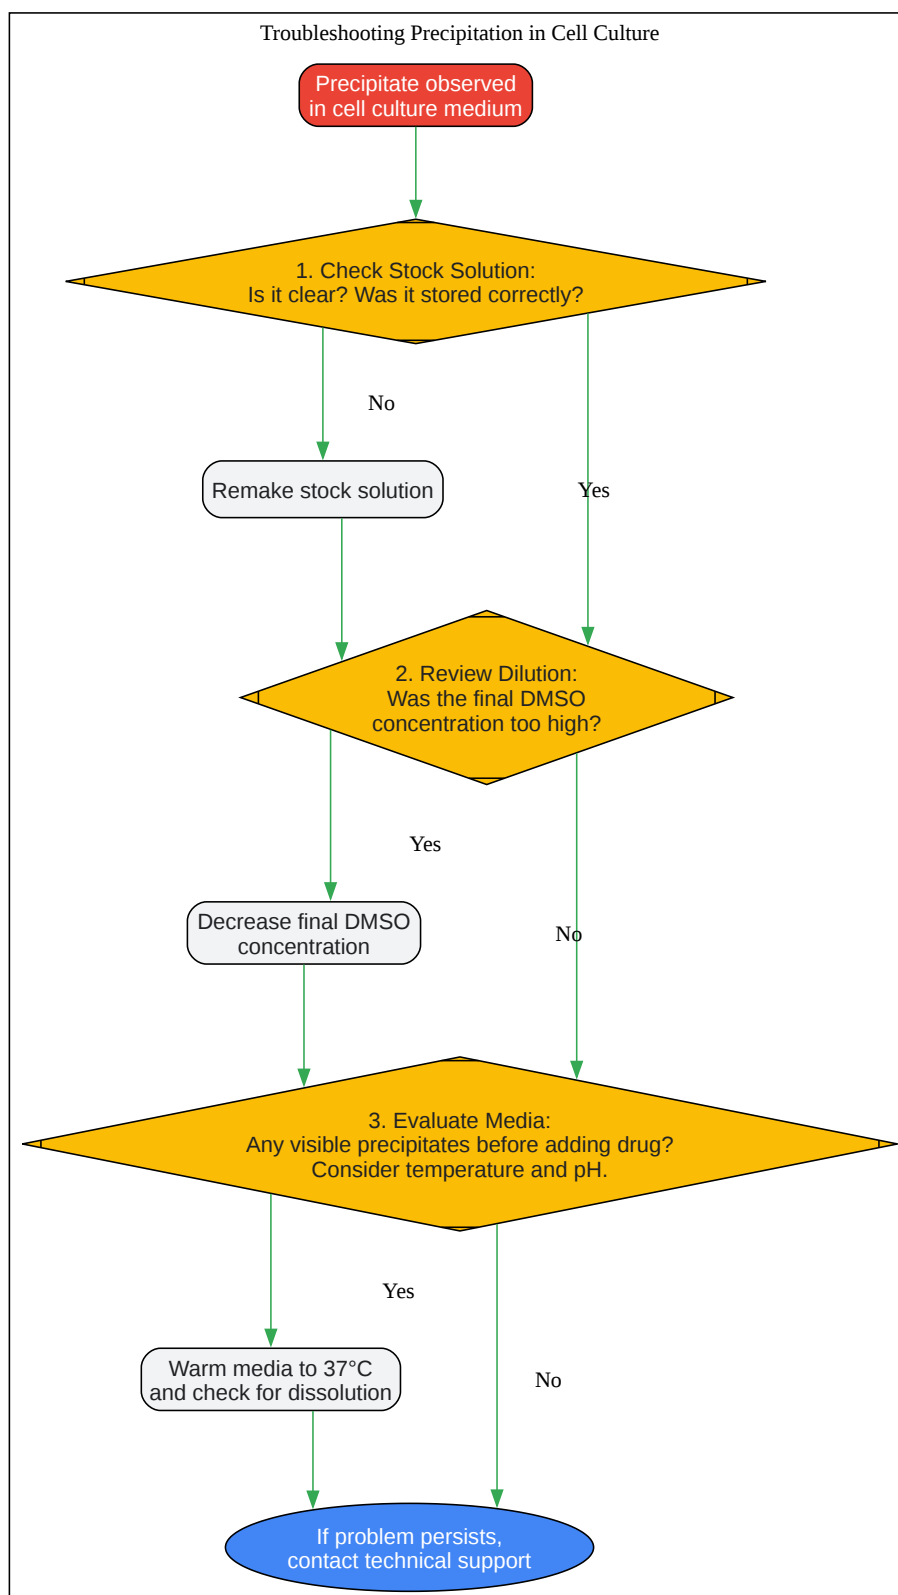 Troubleshooting Precipitation in Cell Culture
Precipitate observed
in cell culture medium
1. Check Stock Solution:
Is it clear? Was it stored correctly?
No
Remake stock solution
Yes
2. Review Dilution:
Was the final DMSO
concentration too high?
Yes
Decrease final DMSO
concentration
No
3. Evaluate Media:
Any visible precipitates before adding drug?
Consider temperature and pH.
Yes
Warm media to 37°C
and check for dissolution
No
If problem persists,
contact technical support